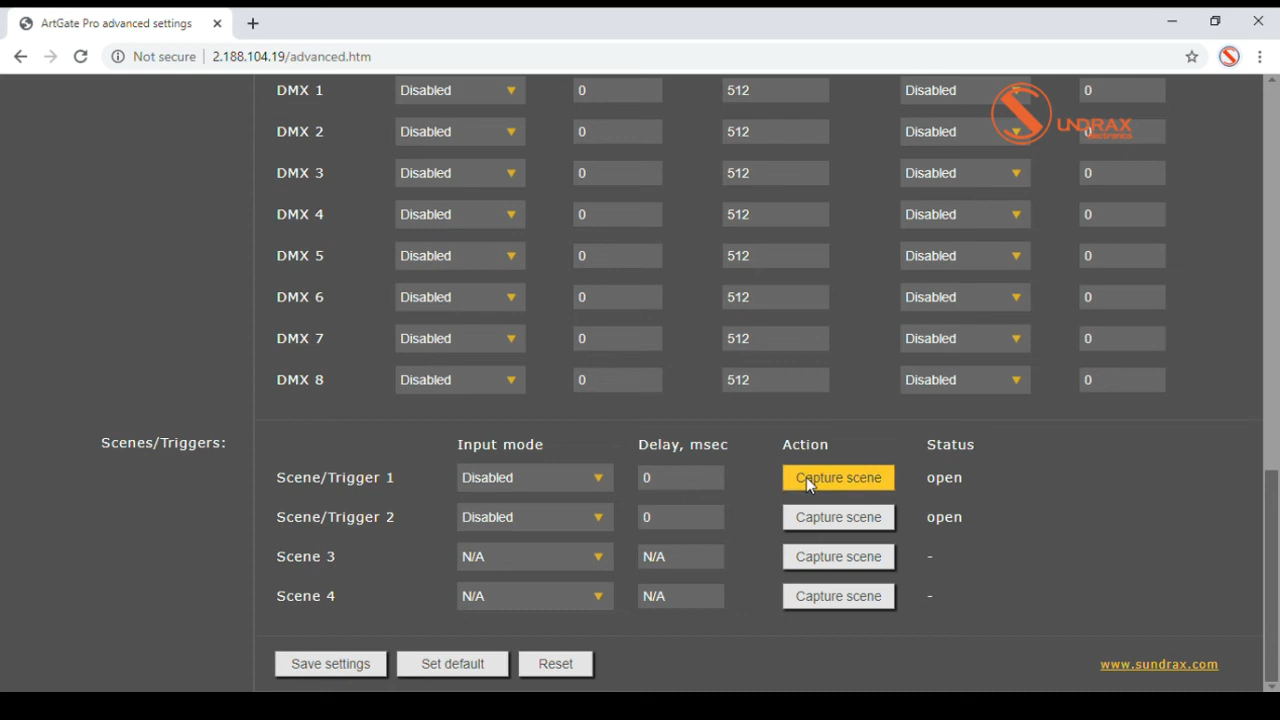 ArtGate Pro advanced settings
Not secure 2.188.104.19/advanced.htm
DMX 1 Disabled 0 512 Disabled 0
DMX 2 Disabled 0 512 Disabled 0
SUNDRAX
electronics
DMX 3 Disabled 0 512 Disabled 0
DMX 4 Disabled 0 512 Disabled 0
DMX 5 Disabled 0 512 Disabled 0
DMX 6 Disabled 0 512 Disabled 0
DMX 7 Disabled 0 512 Disabled 0
DMX 8 Disabled 0 512 Disabled 0
Scenes/Triggers: Input mode Delay, msec Action Status
Scene/Trigger 1 Disabled 0 Capture scene open
Scene/Trigger 2 Disabled 0 Capture scene open
Scene 3 N/A N/A Capture scene -
Scene 4 N/A N/A Capture scene -
Save settings Set default Reset www.sundrax.com